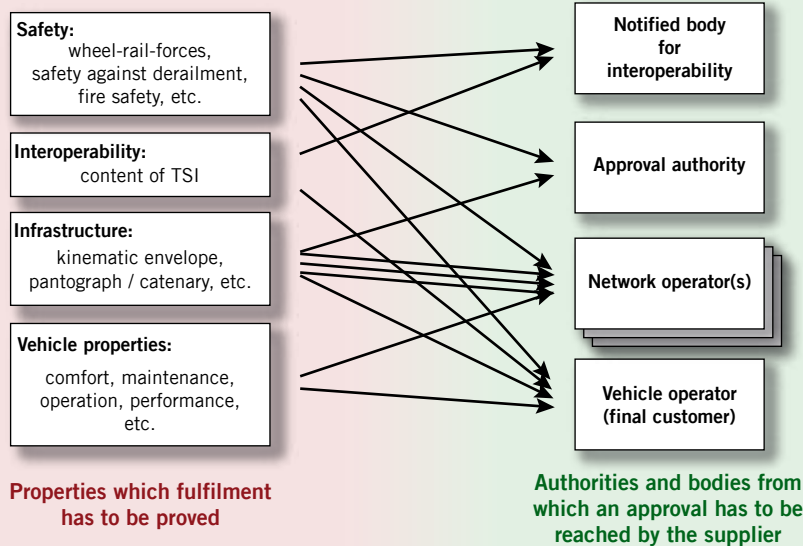 Safety:
wheel-rail-forces,
safety against derailment,
fire safety, etc.
Interoperability:
content of TSI
Infrastructure:
kinematic envelope,
pantograph / catenary, etc.
Vehicle properties:
comfort, maintenance,
operation, performance,
etc.
Properties which fulfilment
has to be proved
Notified body
for
interoperability
Approval authority
Network operator(s)
Vehicle operator
(final customer)
Authorities and bodies from
which an approval has to be
reached by the supplier